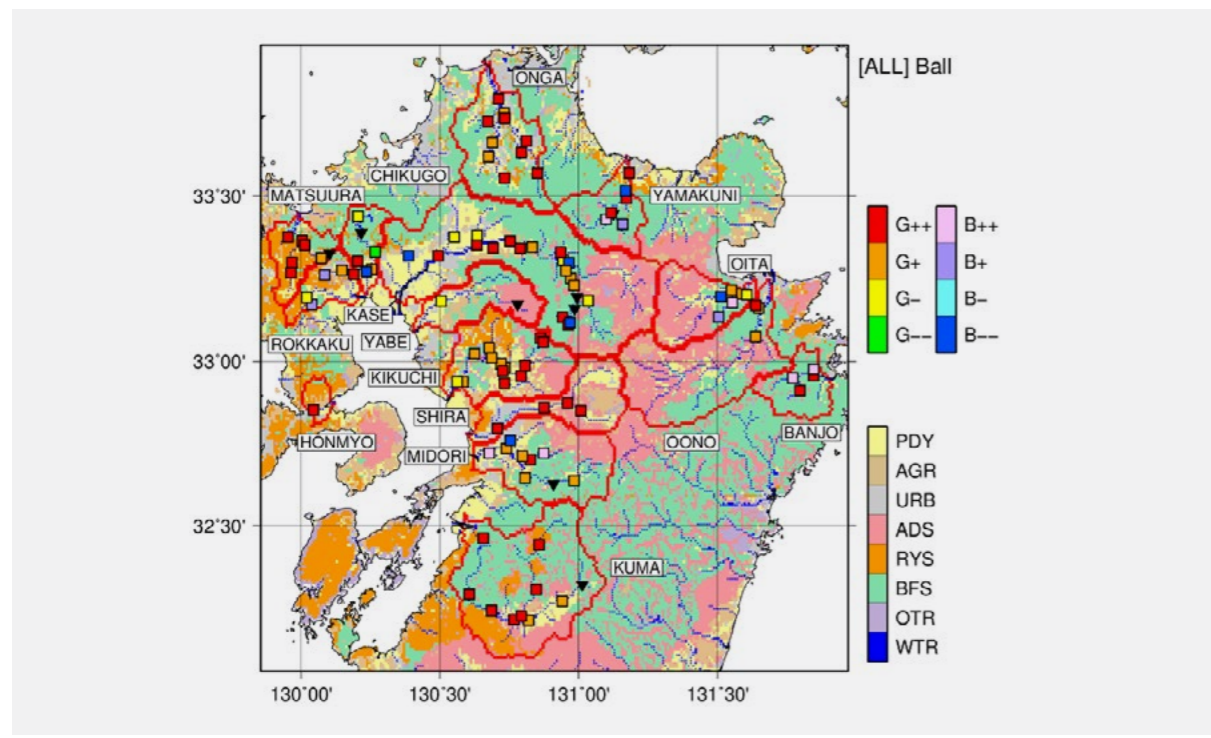 [ALL] Ball
ONGA
CHIKUGO
MATSUURA
YAMAKUNI
33°30'
G++
B++
G+
B+
OITA
G−
B−
KASE
G−−
B−−
YABE
ROKKAKU
33°00'
KIKUCHI
SHIRA
HONMYO
OONO
BANJO
MIDORI
PDY
AGR
URB
32°30'
ADS
RYS
KUMA
BFS
OTR
WTR
130°00'
130°30'
131°00'
131°30'